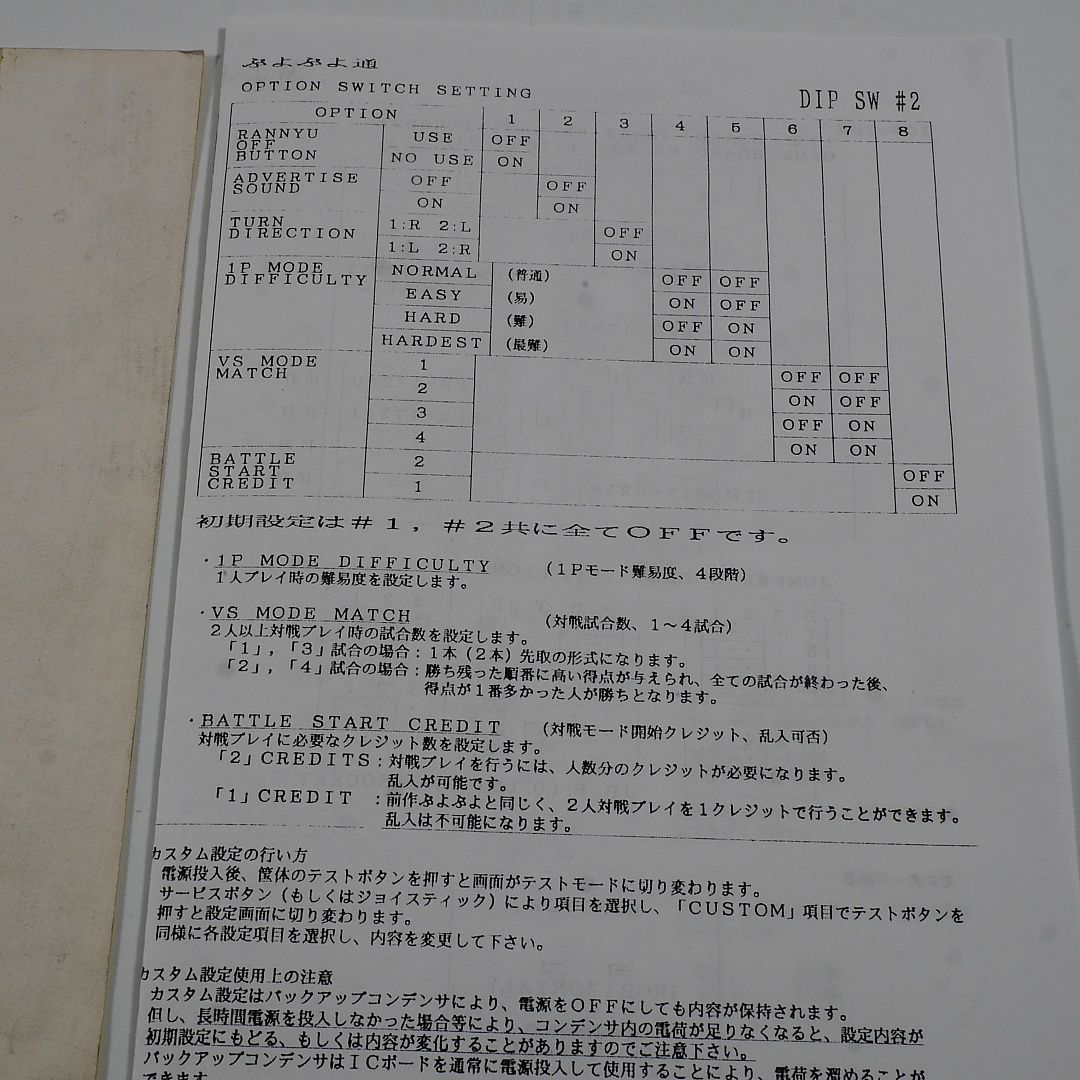 ぷよぷよ通
OPTION SWITCH SETTING
DIP SW #2
OPTION 1 2 3 4 5 6 7 8
RANNYU OFF BUTTON USE OFF
NO USE ON
ADVERTISE SOUND OFF OFF
ON ON
TURN DIRECTION 1:R 2:L OFF
1:L 2:R ON
1P MODE DIFFICULTY NORMAL (普通) OFF OFF
EASY (易) ON OFF
HARD (難) OFF ON
HARDEST (最難) ON ON
VS MODE MATCH 1 OFF OFF
2 ON OFF
3 OFF ON
4 ON ON
BATTLE START CREDIT 2 OFF
1 ON
初期設定は#1,#2共に全てOFFです。
・1P MODE DIFFICULTY (1Pモード難易度、4段階)
1人プレイ時の難易度を設定します。
・VS MODE MATCH (対戦試合数、1～4試合)
2人以上対戦プレイ時の試合数を設定します。
「1」,「3」試合の場合:1本(2本)先取の形式になります。
「2」,「4」試合の場合:勝ち残った順番に高い得点が与えられ、全ての試合が終わった後、
得点が1番多かった人が勝ちとなります。
・BATTLE START CREDIT (対戦モード開始クレジット、乱入可否)
対戦プレイに必要なクレジット数を設定します。
「2」CREDITS:対戦プレイを行うには、人数分のクレジットが必要になります。
乱入が可能です。
「1」CREDIT :前作ぷよぷよと同じく、2人対戦プレイを1クレジットで行うことができます。
乱入は不可能になります。
カスタム設定の行い方
電源投入後、筐体のテストボタンを押すと画面がテストモードに切り変わります。
サービスボタン(もしくはジョイスティック)により項目を選択し、「CUSTOM」項目でテストボタンを
押すと設定画面に切り変わります。
同様に各設定項目を選択し、内容を変更して下さい。
カスタム設定使用上の注意
カスタム設定はバックアップコンデンサにより、電源をOFFにしても内容が保持されます。
但し、長時間電源を投入しなかった場合等により、コンデンサ内の電荷が足りなくなると、設定内容が
初期設定にもどる、もしくは内容が変化することがありますのでご注意下さい。
バックアップコンデンサはICボードを通常に電源投入して使用することにより、電荷を溜めることが
できます